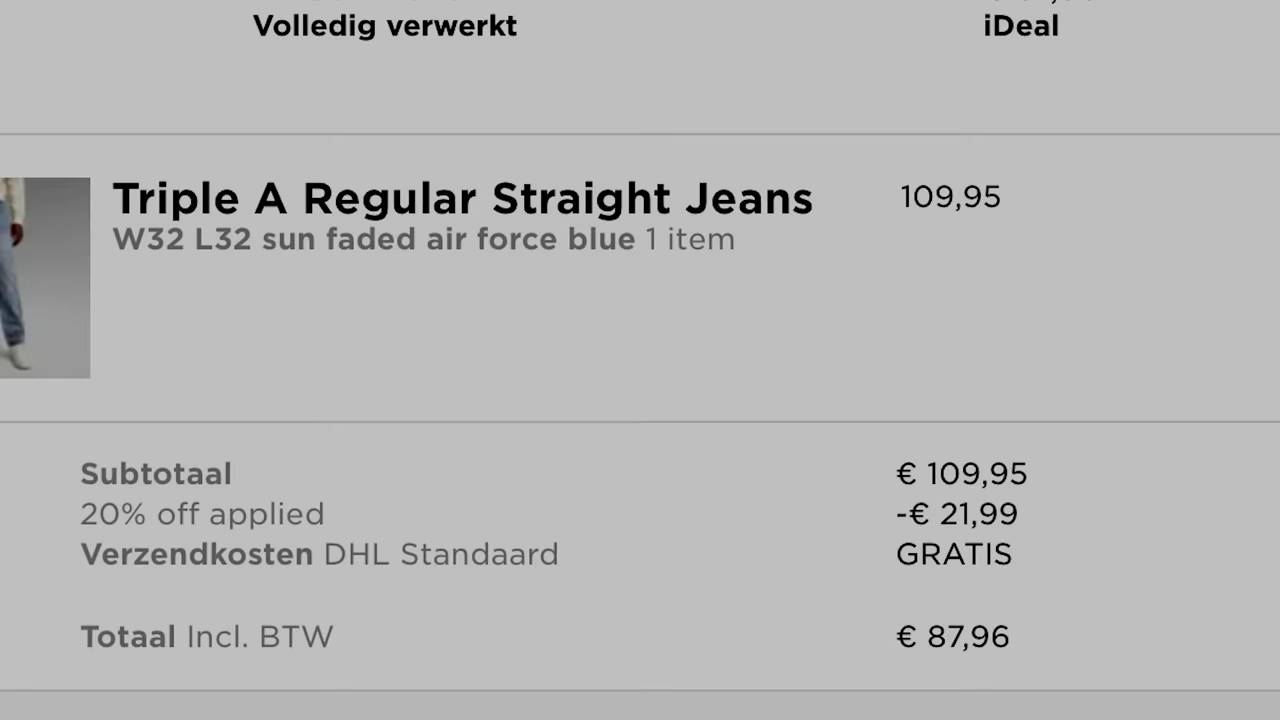 Volledig verwerkt
iDeal
Triple A Regular Straight Jeans
109,95
W32 L32 sun faded air force blue 1 item
Subtotaal € 109,95
20% off applied -€ 21,99
Verzendkosten DHL Standaard GRATIS
Totaal Incl. BTW € 87,96